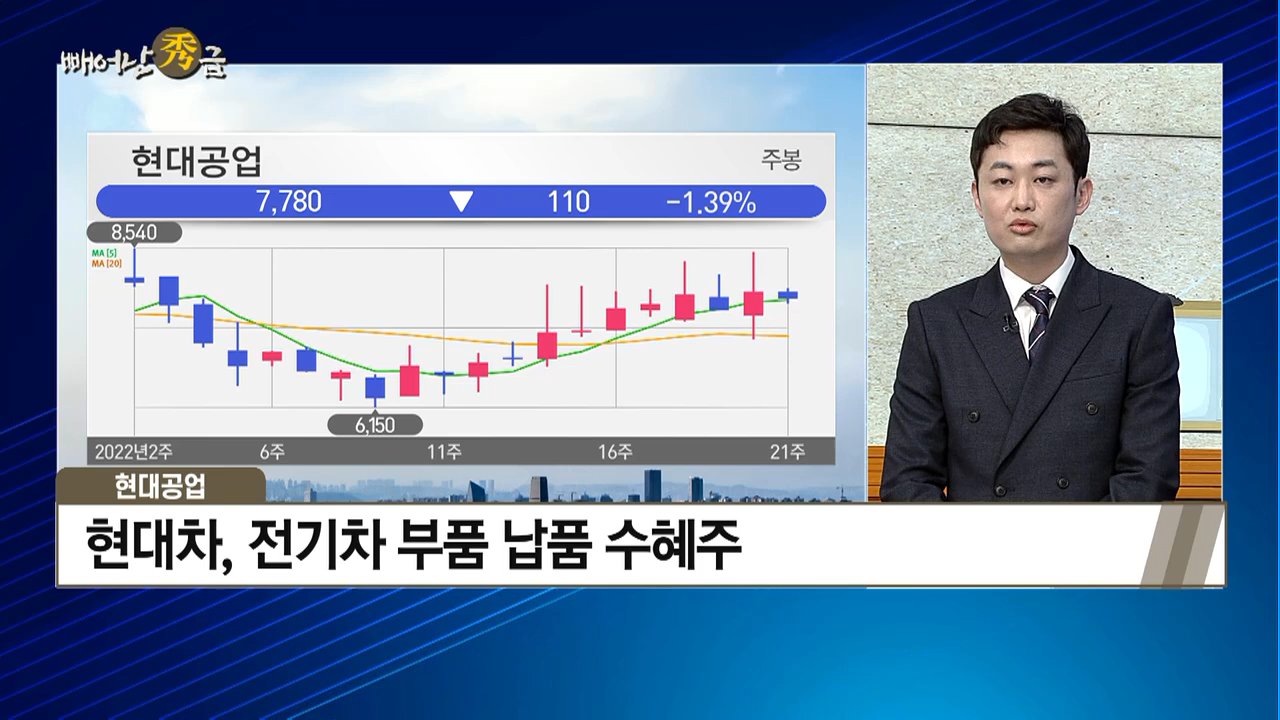 빼어날 秀 급
현대공업
주봉
7,780 ▼ 110 -1.39%
8,540
MA [5]
MA [20]
6,150
2022년2주 6주 11주 16주 21주
현대공업
현대차, 전기차 부품 납품 수혜주